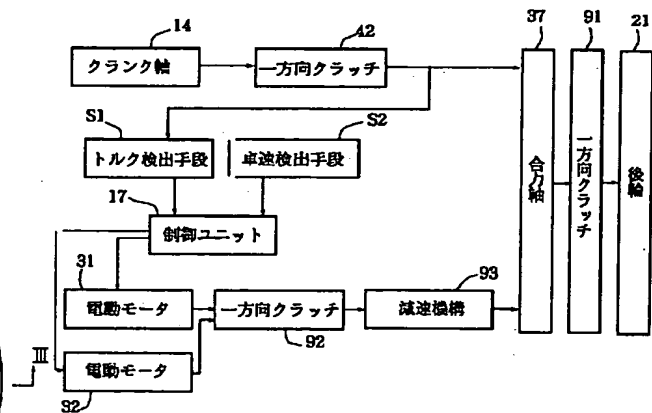 14
42
37
91
21
クランク軸
一方向クラッチ
S1
S2
トルク検出手段
車速検出手段
合力軸
一方向クラッチ
後輪
17
制御ユニット
31
93
電動モータ
一方向クラッチ
減速機構
92
III
電動モータ
32